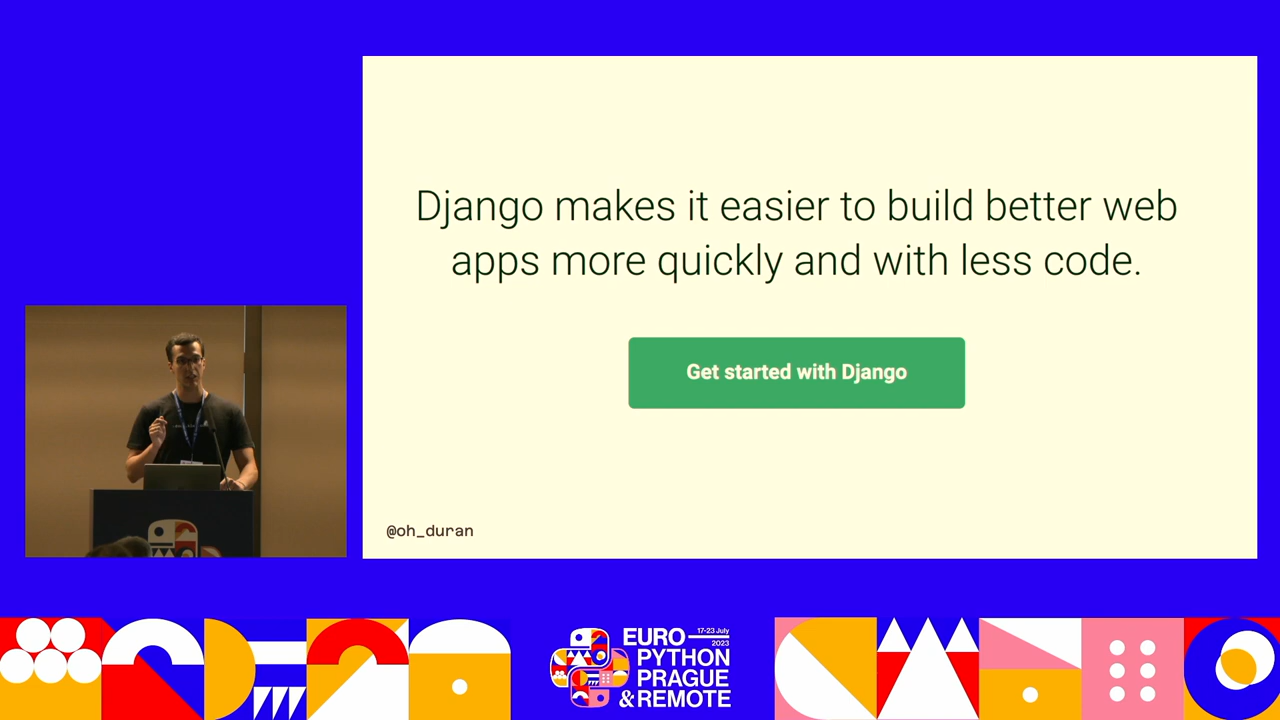 Django makes it easier to build better web
apps more quickly and with less code.
Get started with Django
@oh_duran
EURO
17-23 July
2023
PYTHON
PRAGUE
& REMOTE